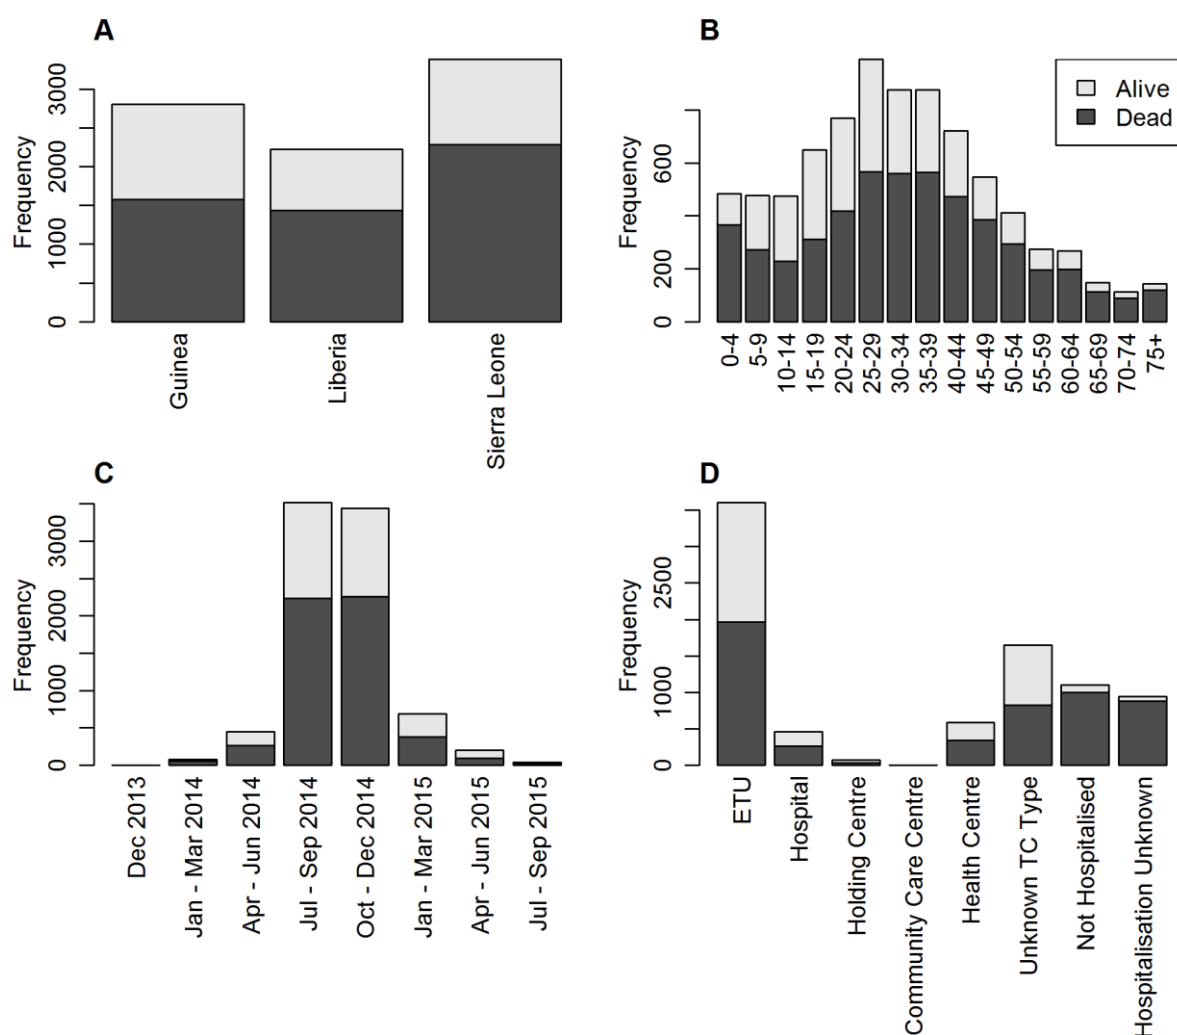 A
Frequency
0
1000
2000
3000
Guinea
Liberia
Sierra Leone
B
Frequency
0
200
600
0-4
5-9
10-14
15-19
20-24
25-29
30-34
35-39
40-44
45-49
50-54
55-59
60-64
65-69
70-74
75+
Alive
Dead
C
Frequency
0
1000
2000
3000
Dec 2013
Jan - Mar 2014
Apr - Jun 2014
Jul - Sep 2014
Oct - Dec 2014
Jan - Mar 2015
Apr - Jun 2015
Jul - Sep 2015
D
Frequency
0
1000
2500
ETU
Hospital
Holding Centre
Community Care Centre
Health Centre
Unknown TC Type
Not Hospitalised
Hospitalisation Unknown